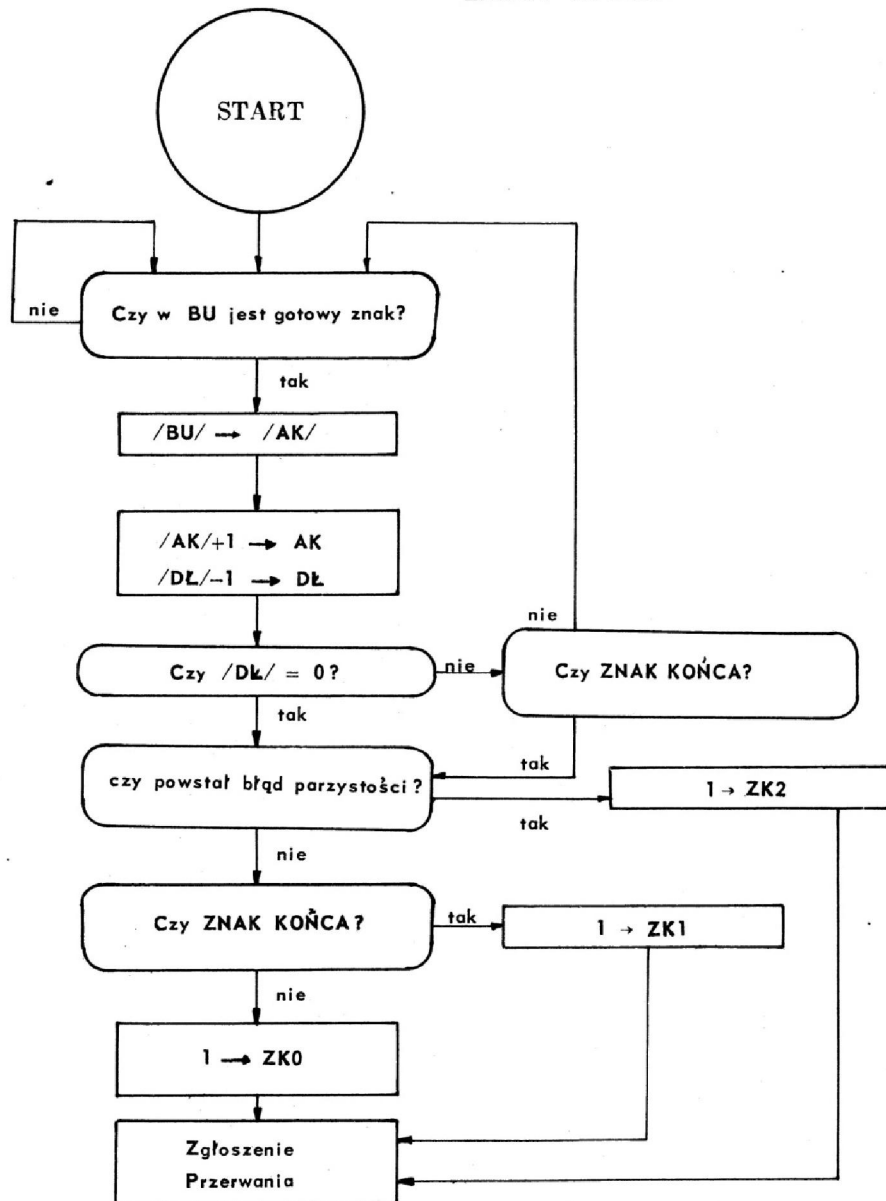 START
nie
Czy w BU jest gotowy znak?
tak
/BU/ → /AK/
/AK/+1 → AK
/DŁ/−1 → DŁ
nie
Czy /DŁ/ = 0?
nie
Czy ZNAK KOŃCA?
tak
tak
czy powstał błąd parzystości?
1 → ZK2
tak
nie
Czy ZNAK KOŃCA?
tak
1 → ZK1
nie
1 → ZK0
Zgłoszenie
Przerwania